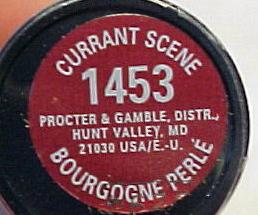 CURRANT SCENE
1453
PROCTER & GAMBLE, DISTR.,
HUNT VALLEY, MD
21030 USA/E.-U.
BOURGOGNE PERLÉ